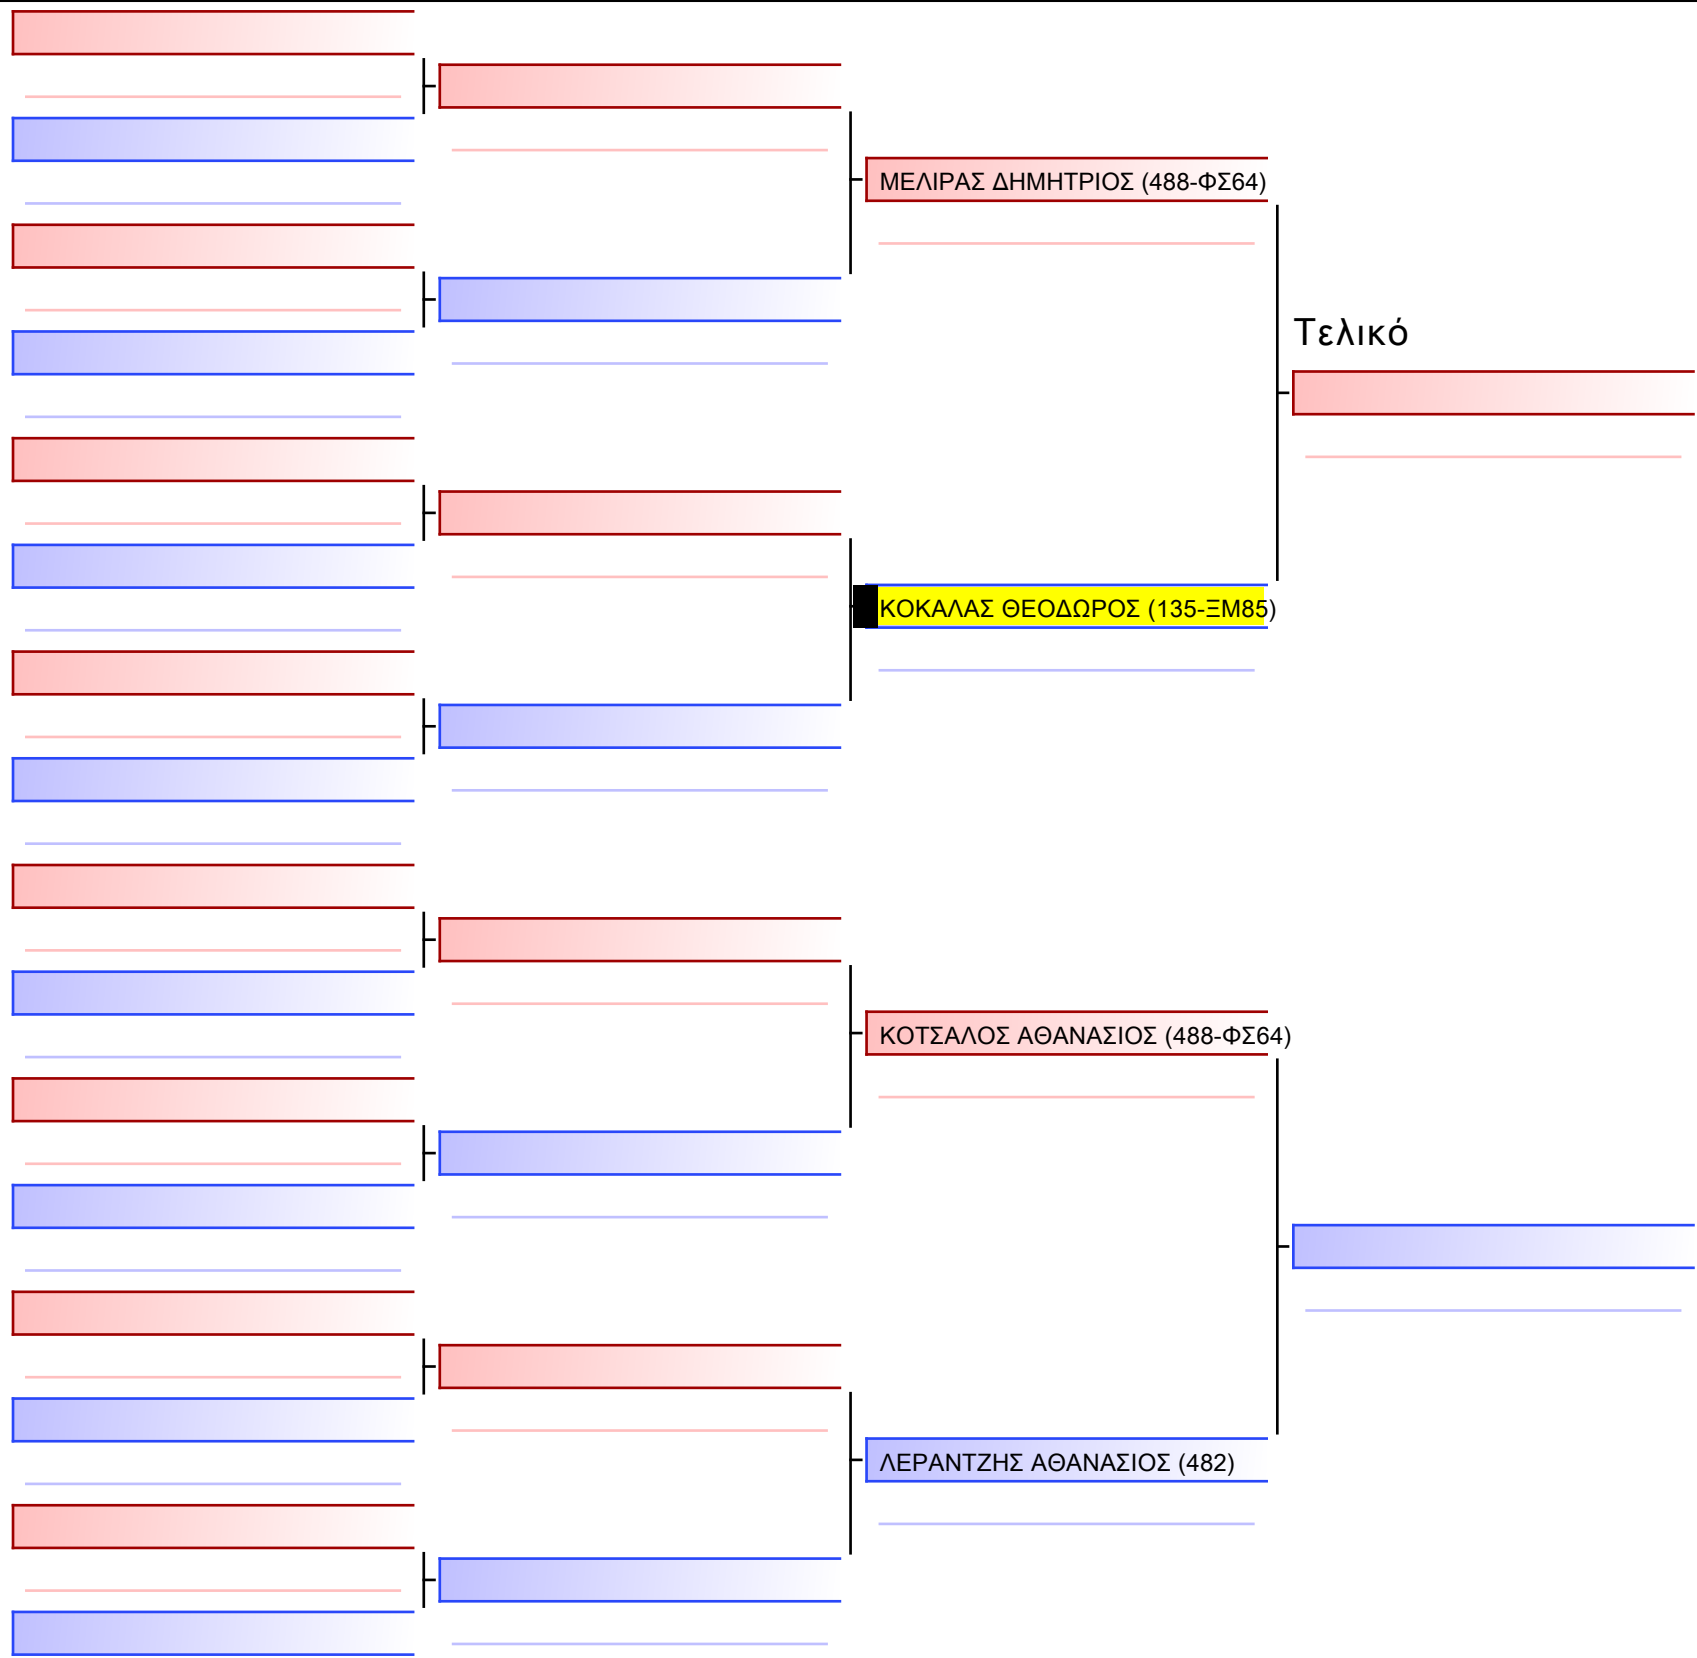 ΜΕΛΙΡΑΣ ΔΗΜΗΤΡΙΟΣ (488-ΦΣ64)
Τελικό
ΚΟΚΑΛΑΣ ΘΕΟΔΩΡΟΣ (135-ΞΜ85)
ΚΟΤΣΑΛΟΣ ΑΘΑΝΑΣΙΟΣ (488-ΦΣ64)
ΛΕΡΑΝΤΖΗΣ ΑΘΑΝΑΣΙΟΣ (482)